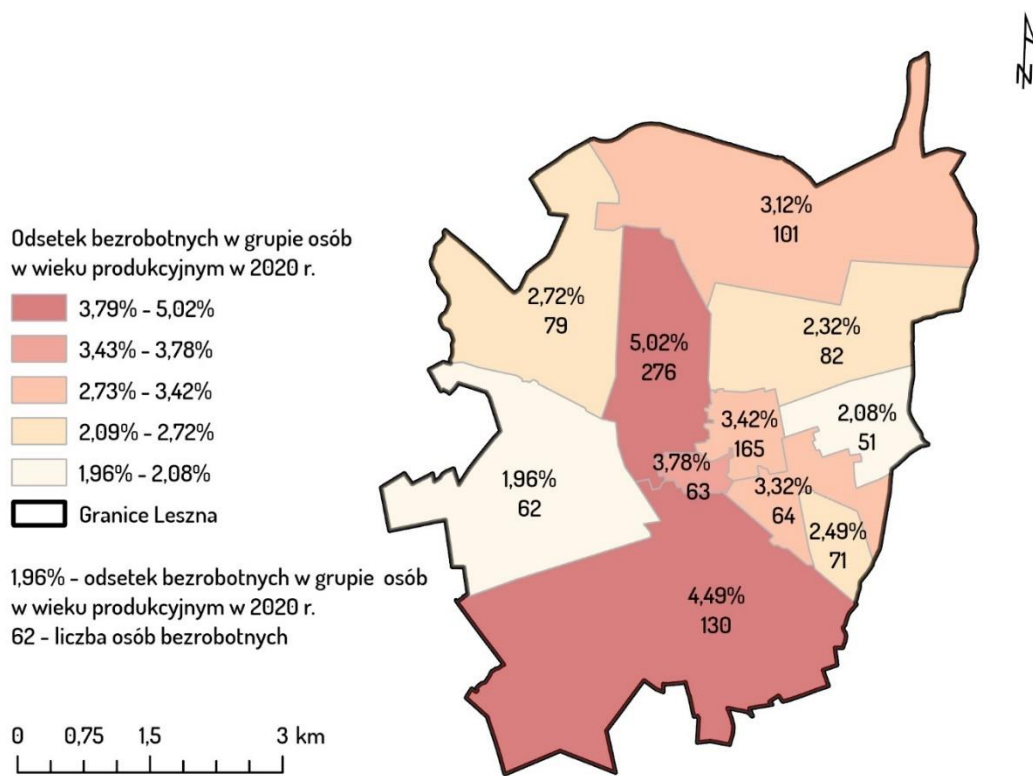 Odsetek bezrobotnych w grupie osób
w wieku produkcyjnym w 2020 r.
3,79% - 5,02%
3,43% - 3,78%
2,73% - 3,42%
2,09% - 2,72%
1,96% - 2,08%
Granice Leszna
1,96% - odsetek bezrobotnych w grupie osób
w wieku produkcyjnym w 2020 r.
62 - liczba osób bezrobotnych
0 0,75 1,5 3 km
N
3,12%
101
2,72%
79
5,02%
276
2,32%
82
2,08%
51
3,42%
165
3,78%
63
3,32%
64
2,49%
71
1,96%
62
4,49%
130